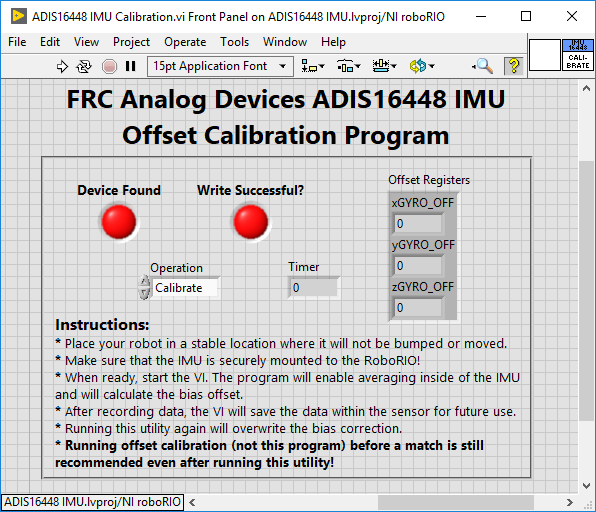 ADIS16448 IMU Calibration.vi Front Panel on ADIS16448 IMU.lvproj/NI roboRIO
File Edit View Project Operate Tools Window Help
15pt Application Font
?
IMU
16448
CALI-
BRATE
FRC Analog Devices ADIS16448 IMU
Offset Calibration Program
Device Found
Write Successful?
Offset Registers
xGYRO_OFF
0
yGYRO_OFF
0
zGYRO_OFF
0
Operation
Calibrate
Timer
0
Instructions:
* Place your robot in a stable location where it will not be bumped or moved.
* Make sure that the IMU is securely mounted to the RoboRIO!
* When ready, start the VI. The program will enable averaging inside of the IMU
and will calculate the bias offset.
* After recording data, the VI will save the data within the sensor for future use.
* Running this utility again will overwrite the bias correction.
* Running offset calibration (not this program) before a match is still
recommended even after running this utility!
ADIS16448 IMU.lvproj/NI roboRIO